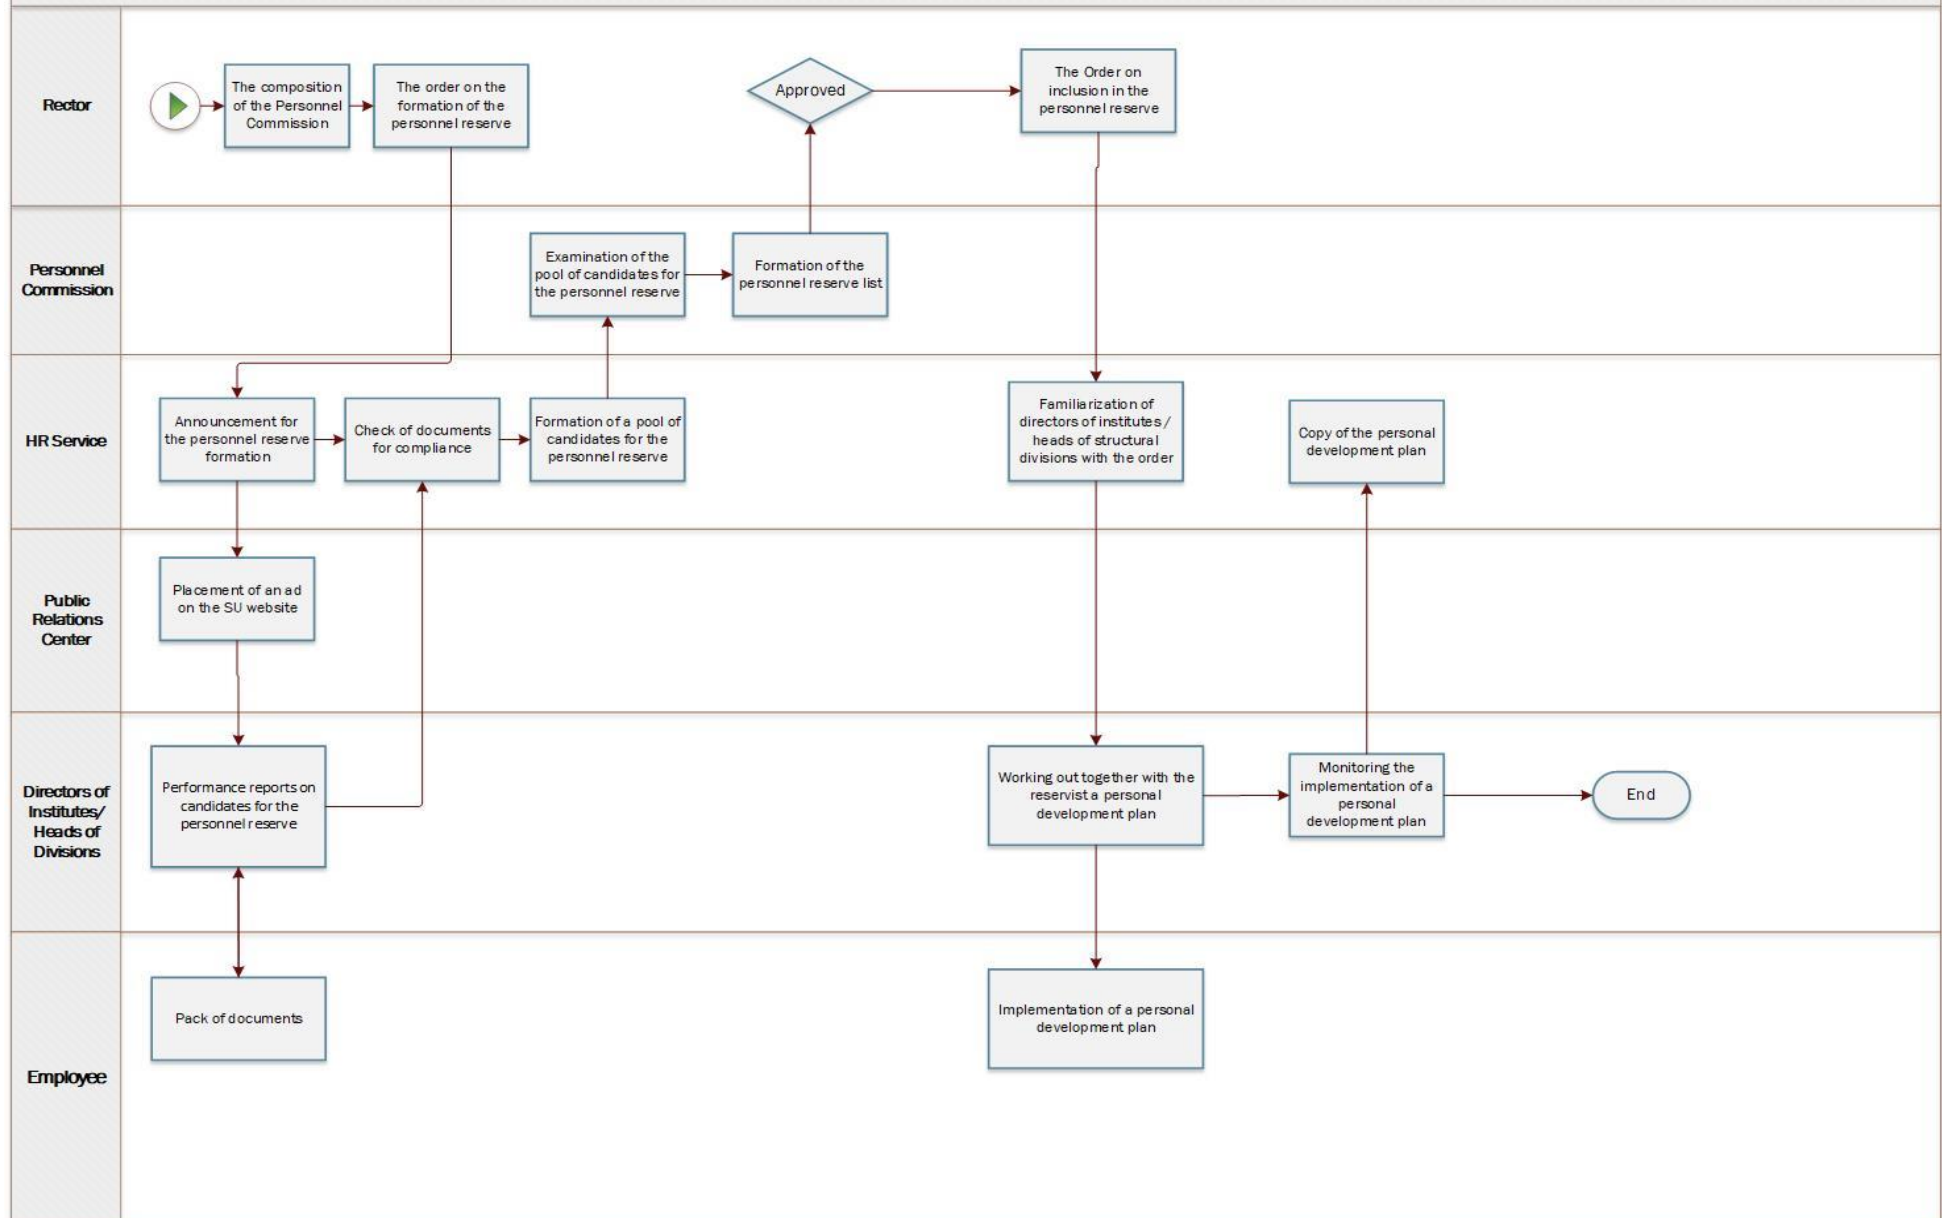 Rector
The composition
of the Personnel
Commission
The order on the
formation of the
personnel reserve
Approved
The Order on
inclusion in the
personnel reserve
Personnel
Commission
Examination of the
pool of candidates for
the personnel reserve
Formation of the
personnel reserve list
HR Service
Announcement for
the personnel reserve
formation
Check of documents
for compliance
Formation of a pool of
candidates for the
personnel reserve
Familiarization of
directors of institutes /
heads of structural
divisions with the order
Copy of the personal
development plan
Public
Relations
Center
Placement of an ad
on the SU website
Directors of
Institutes/
Heads of
Divisions
Performance reports on
candidates for the
personnel reserve
Working out together with the
reservist a personal
development plan
Monitoring the
implementation of a
personal
development plan
End
Employee
Pack of documents
Implementation of a personal
development plan